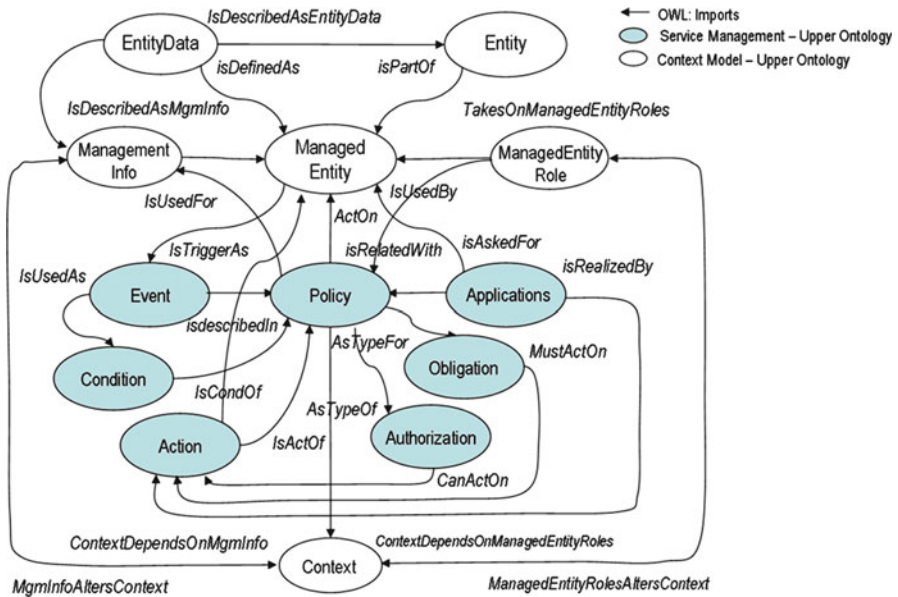 IsDescribedAsEntityData
OWL: Imports
EntityData
Entity
Service Management – Upper Ontology
isDefinedAs
isPartOf
Context Model – Upper Ontology
IsDescribedAsMgmInfo
TakesOnManagedEntityRoles
Management
Info
Managed
Entity
ManagedEntity
Role
IsUsedFor
ActOn
IsUsedBy
IsTriggerAs
isRelatedWith
isAskedFor
IsUsedAs
isRealizedBy
Event
Policy
Applications
isdescribedIn
AsTypeFor
MustActOn
Condition
Obligation
IsCondOf
AsTypeOf
Action
IsActOf
Authorization
CanActOn
ContextDependsOnMgmInfo
ContextDependsOnManagedEntityRoles
Context
MgmInfoAltersContext
ManagedEntityRolesAltersContext